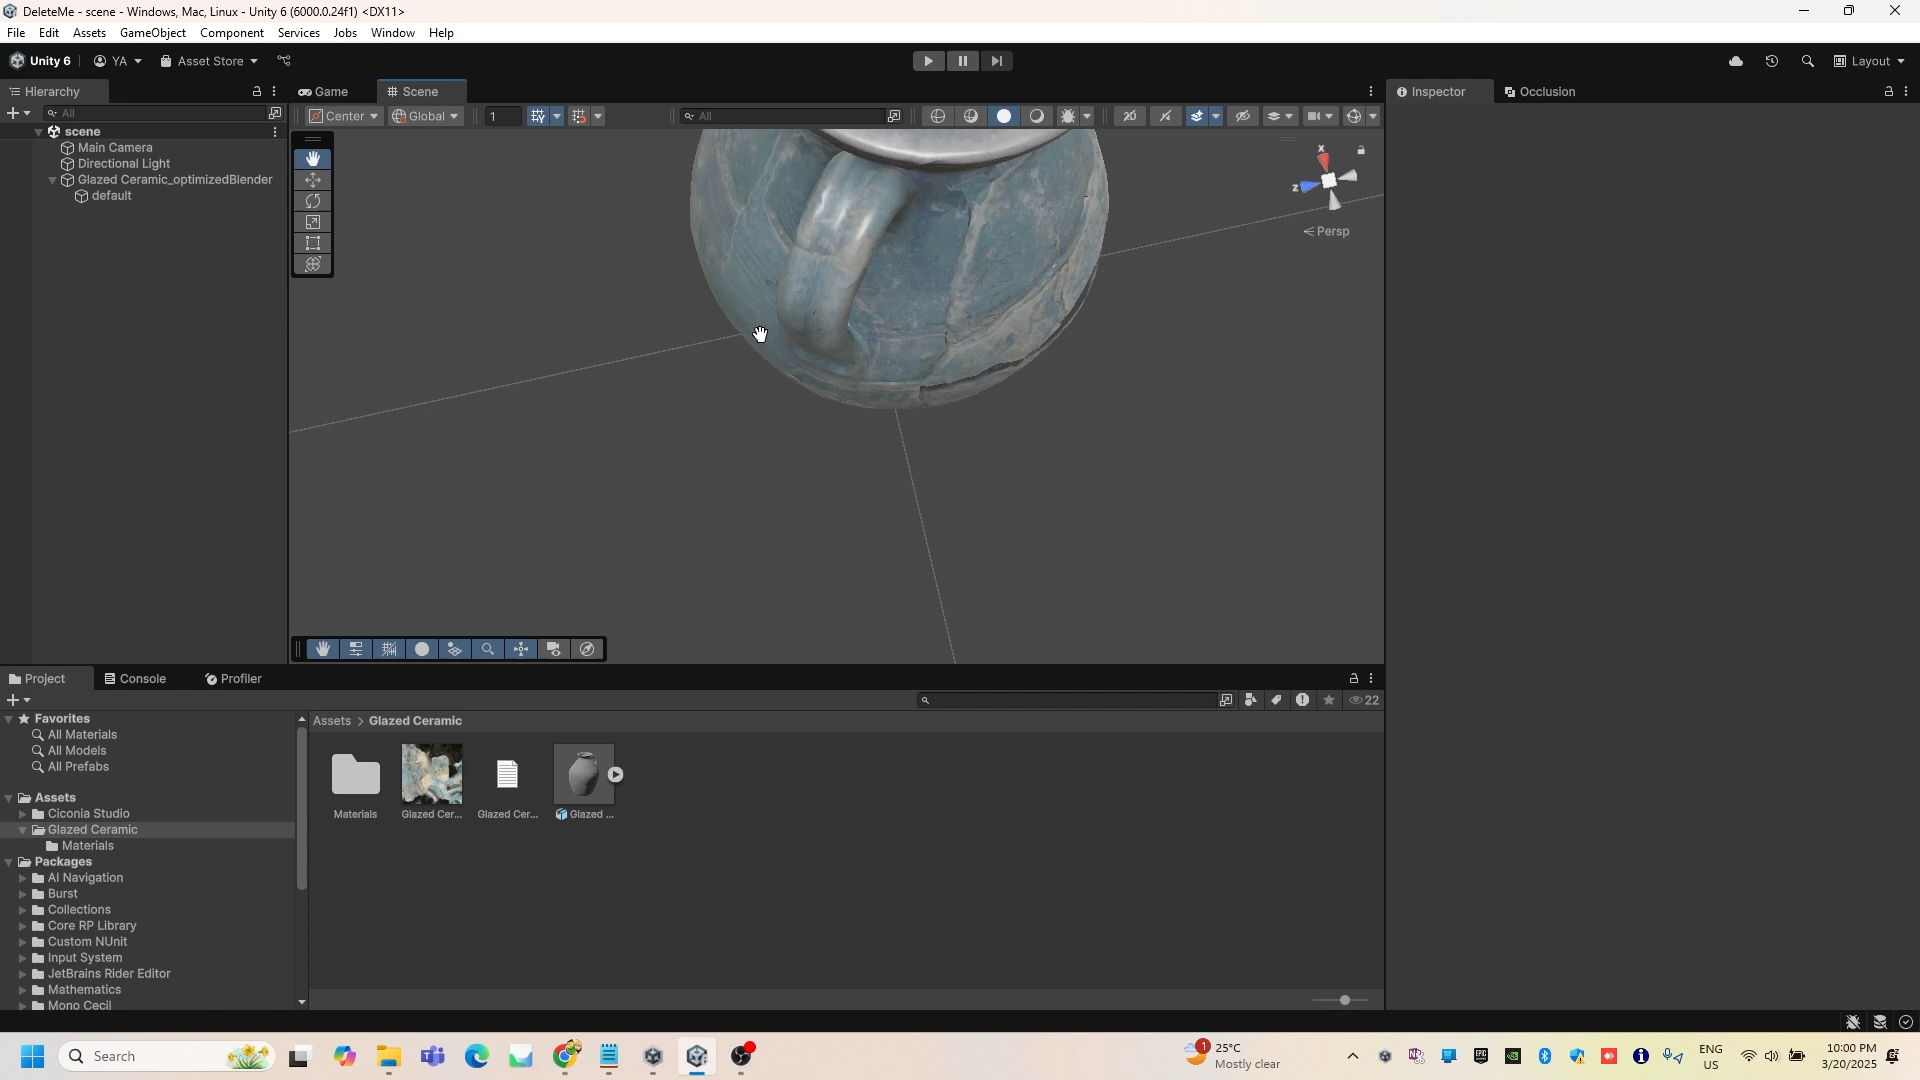 DeleteMe - scene - Windows, Mac, Linux - Unity 6 (6000.0.24f1) <DX11>
File Edit Assets GameObject Component Services Jobs Window Help
Unity 6 YA Asset Store Layout
Hierarchy Game Scene Inspector Occlusion
All Center Global 1 All 2D
scene
Main Camera
Directional Light
Glazed Ceramic_optimizedBlender
default
x
z
Persp
Project Console Profiler
22
Favorites
All Materials
All Models
All Prefabs
Assets
Ciconia Studio
Glazed Ceramic
Materials
Packages
AI Navigation
Burst
Collections
Core RP Library
Custom NUnit
Input System
JetBrains Rider Editor
Mathematics
Mono Cecil
Assets > Glazed Ceramic
Materials Glazed Cer... Glazed Cer... Glazed ...
Search
1 25°C
Mostly clear
ENG
US
10:00 PM
3/20/2025